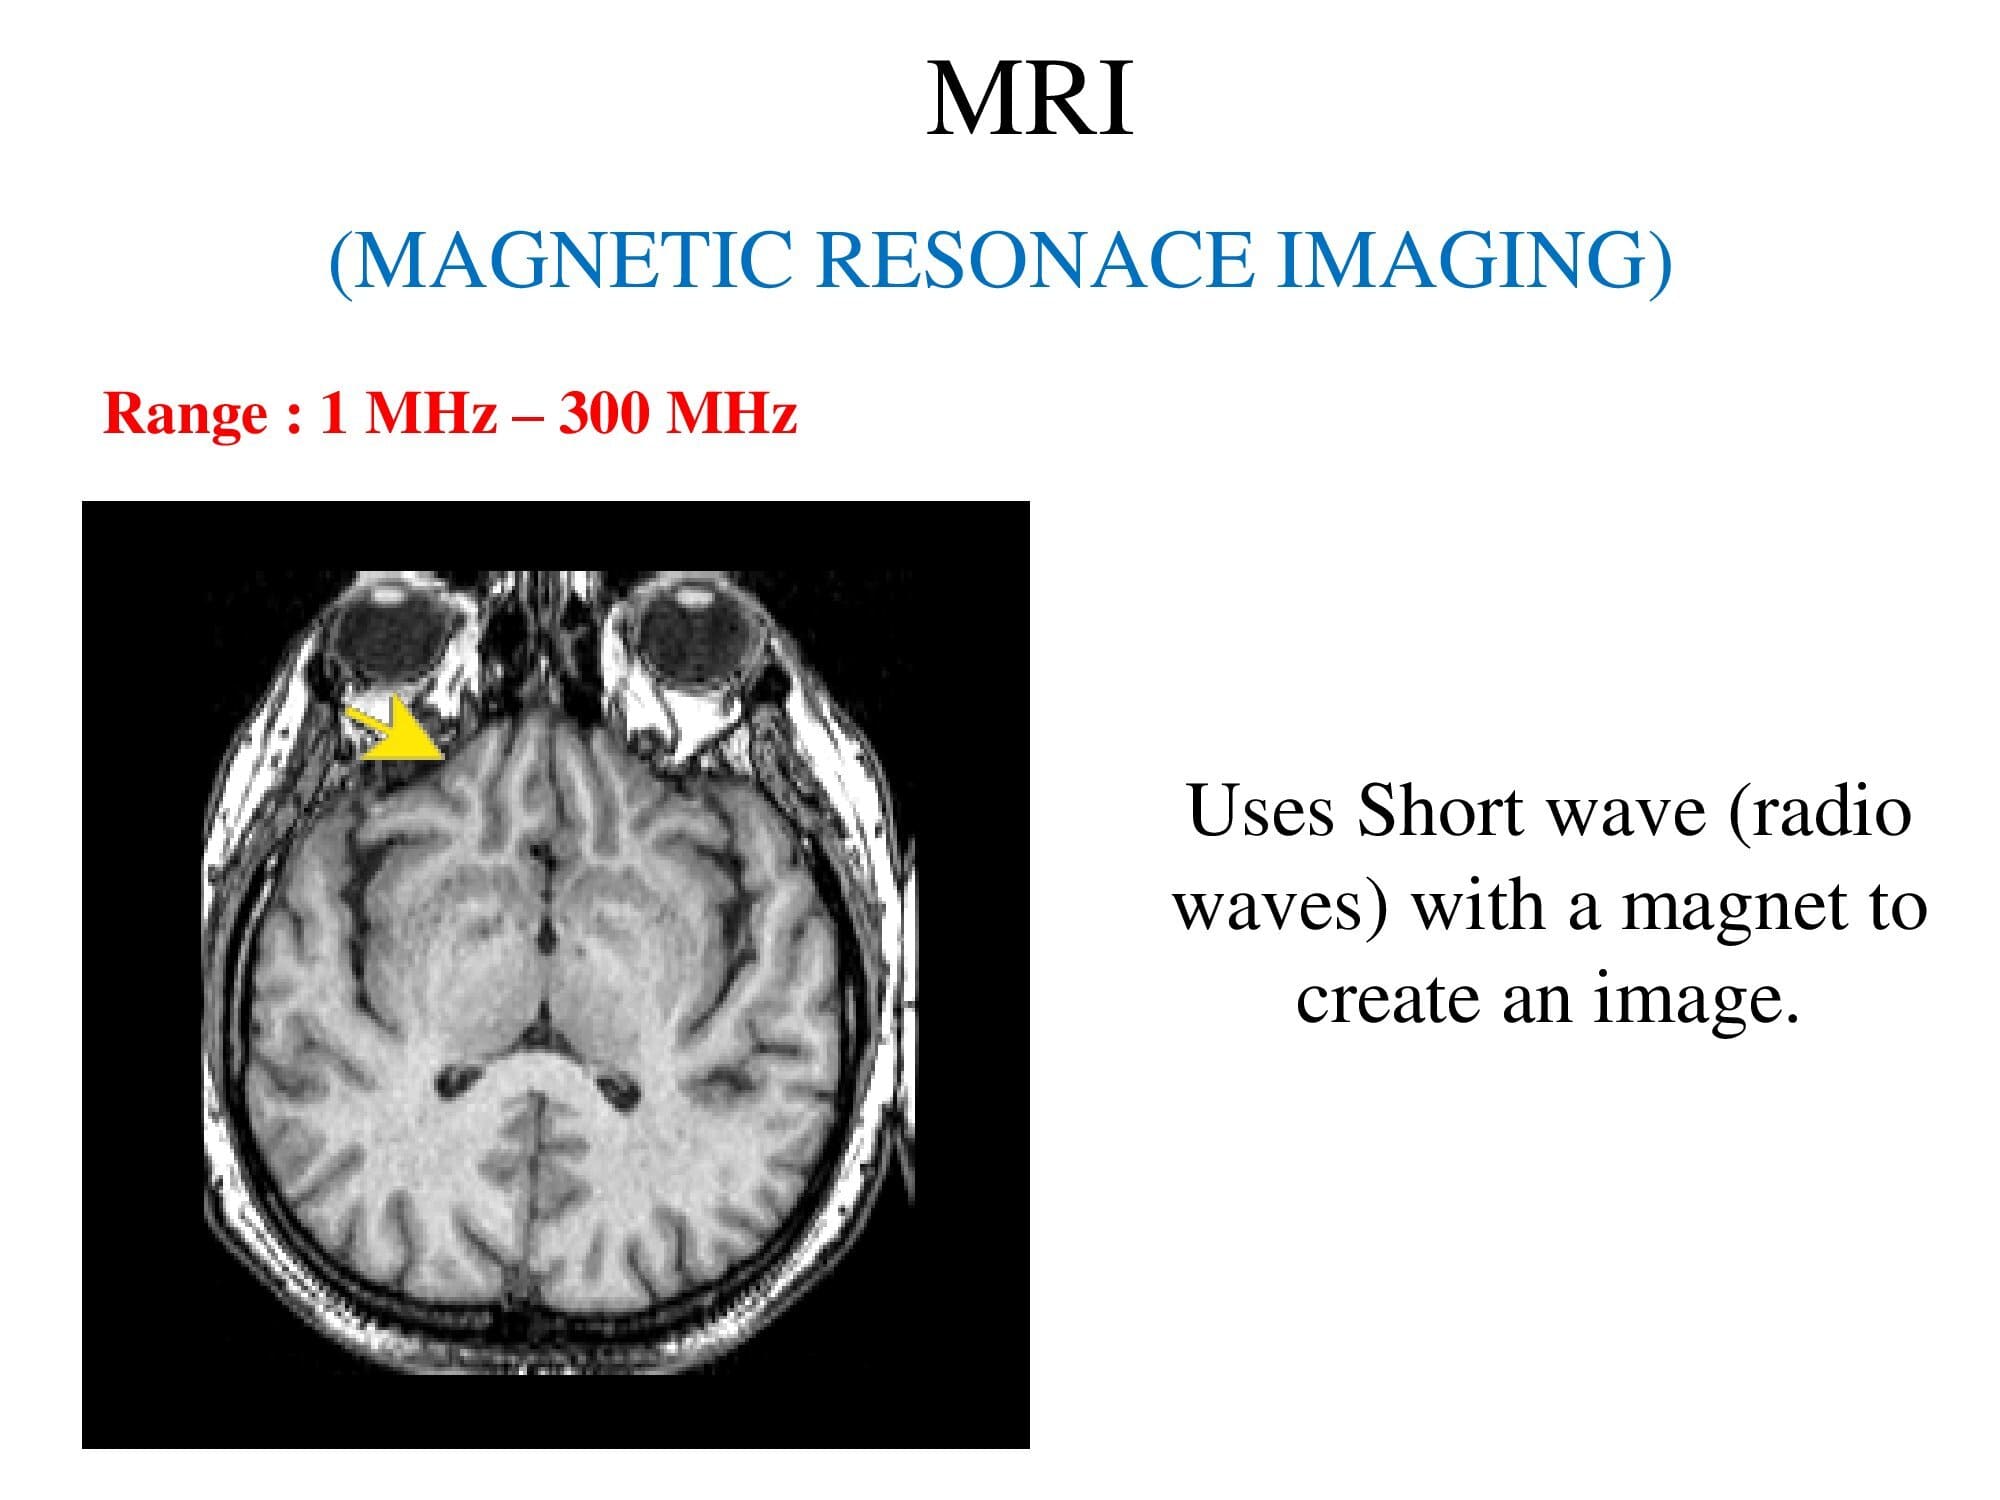 MRI
(MAGNETIC RESONACE IMAGING)
Range : 1 MHz – 300 MHz
Uses Short wave (radio
waves) with a magnet to
create an image.